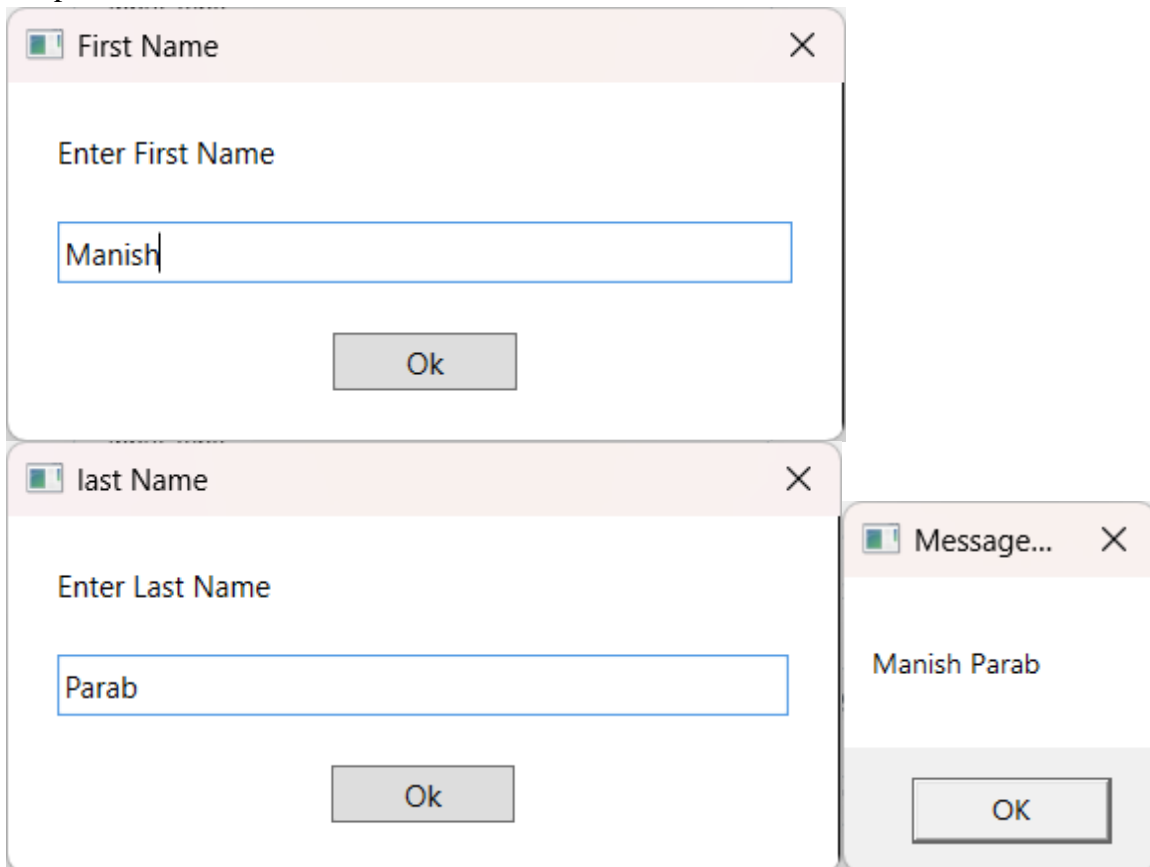 First Name
Enter First Name
Manish
Ok
last Name
Enter Last Name
Parab
Ok
Message...
Manish Parab
OK